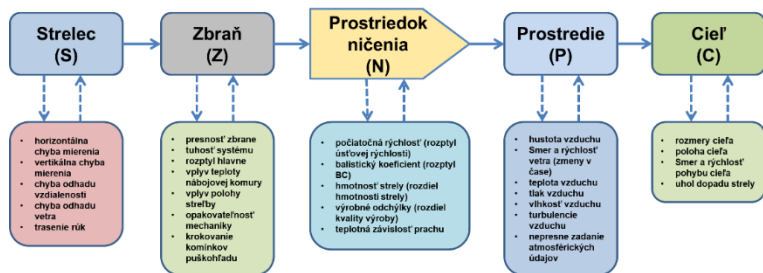 Strelec
(S)
Zbraň
(Z)
Prostriedok
ničenia
(N)
Prostredie
(P)
Cieľ
(C)
horizontálna
chyba mierenia
vertikálna chyba
mierenia
chyba odhadu
vzdialenosti
chyba odhadu
vetra
trasenie rúk
presnosť zbrane
tuhosť systému
rozptyl hlavne
vplyv teploty
nábojovej komury
vplyv polohy
streľby
opakovateľnosť
mechaniky
krokovanie
komínkov
puškohľadu
počiatočná rýchlosť (rozptyl
úsťovej rýchlosti)
balistický koeficient (rozptyl
BC)
hmotnosť strely (rozdiel
hmotnosti strely)
výrobné odchýlky (rozdiel
kvality výroby)
teplotná závislosť prachu
hustota vzduchu
Smer a rýchlosť
vetra (zmeny v
čase)
teplota vzduchu
tlak vzduchu
vlhkosť vzduchu
turbulencie
vzduchu
nepresne zadanie
atmosférických
údajov
rozmery cieľa
poloha cieľa
Smer a rýchlosť
pohybu cieľa
uhol dopadu strely